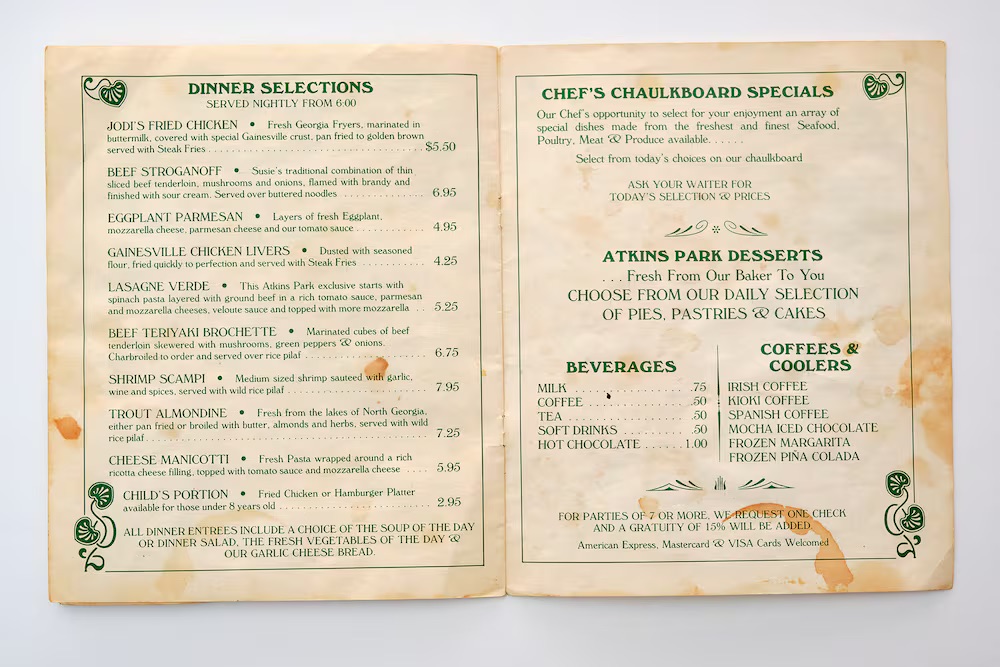 DINNER SELECTIONS
SERVED NIGHTLY FROM 6:00
JODI'S FRIED CHICKEN • Fresh Georgia Fryers, marinated in
buttermilk, covered with special Gainesville crust, pan fried to golden brown
served with Steak Fries . . . . . . . . . . . . . . . . . . . . . . . . . . . . . . . . . . . . . $5.50
BEEF STROGANOFF • Susie's traditional combination of thin
sliced beef tenderloin, mushrooms and onions, flamed with brandy and
finished with sour cream. Served over buttered noodles . . . . . . . . . . . . . . . 6.95
EGGPLANT PARMESAN • Layers of fresh Eggplant,
mozzarella cheese, parmesan cheese and our tomato sauce . . . . . . . . . . . . 4.95
GAINESVILLE CHICKEN LIVERS • Dusted with seasoned
flour, fried quickly to perfection and served with Steak Fries . . . . . . . . . . . 4.25
LASAGNE VERDE • This Atkins Park exclusive starts with
spinach pasta layered with ground beef in a rich tomato sauce, parmesan
and mozzarella cheeses, veloute sauce and topped with more mozzarella . . 5.25
BEEF TERIYAKI BROCHETTE • Marinated cubes of beef
tenderloin skewered with mushrooms, green peppers & onions.
Charbroiled to order and served over rice pilaf . . . . . . . . . . . . . . . . . . . . 6.75
SHRIMP SCAMPI • Medium sized shrimp sauteed with garlic,
wine and spices, served with wild rice pilaf . . . . . . . . . . . . . . . . . . . . . . . 7.95
TROUT ALMONDINE • Fresh from the lakes of North Georgia,
either pan fried or broiled with butter, almonds and herbs, served with wild
rice pilaf . . . . . . . . . . . . . . . . . . . . . . . . . . . . . . . . . . . . . . . . . . . . . . . . 7.25
CHEESE MANICOTTI • Fresh Pasta wrapped around a rich
ricotta cheese filling, topped with tomato sauce and mozzarella cheese . . . . 5.95
CHILD'S PORTION • Fried Chicken or Hamburger Platter
available for those under 8 years old . . . . . . . . . . . . . . . . . . . . . . . . . 2.95
ALL DINNER ENTREES INCLUDE A CHOICE OF THE SOUP OF THE DAY
OR DINNER SALAD, THE FRESH VEGETABLES OF THE DAY &
OUR GARLIC CHEESE BREAD.
CHEF'S CHAULKBOARD SPECIALS
Our Chef's opportunity to select for your enjoyment an array of
special dishes made from the freshest and finest Seafood,
Poultry, Meat & Produce available. . . . . .
Select from today's choices on our chaulkboard
ASK YOUR WAITER FOR
TODAY'S SELECTION & PRICES
ATKINS PARK DESSERTS
. . . Fresh From Our Baker To You
CHOOSE FROM OUR DAILY SELECTION
OF PIES, PASTRIES & CAKES
BEVERAGES
MILK . . . . . . . . . . . . . . . . . .75
COFFEE . . . . . . . . . . . . . . . .50
TEA . . . . . . . . . . . . . . . . . . .50
SOFT DRINKS . . . . . . . . . . . .50
HOT CHOCOLATE . . . . . . 1.00
COFFEES &
COOLERS
IRISH COFFEE
KIOKI COFFEE
SPANISH COFFEE
MOCHA ICED CHOCOLATE
FROZEN MARGARITA
FROZEN PIÑA COLADA
FOR PARTIES OF 7 OR MORE, WE REQUEST ONE CHECK
AND A GRATUITY OF 15% WILL BE ADDED.
American Express, Mastercard & VISA Cards Welcomed